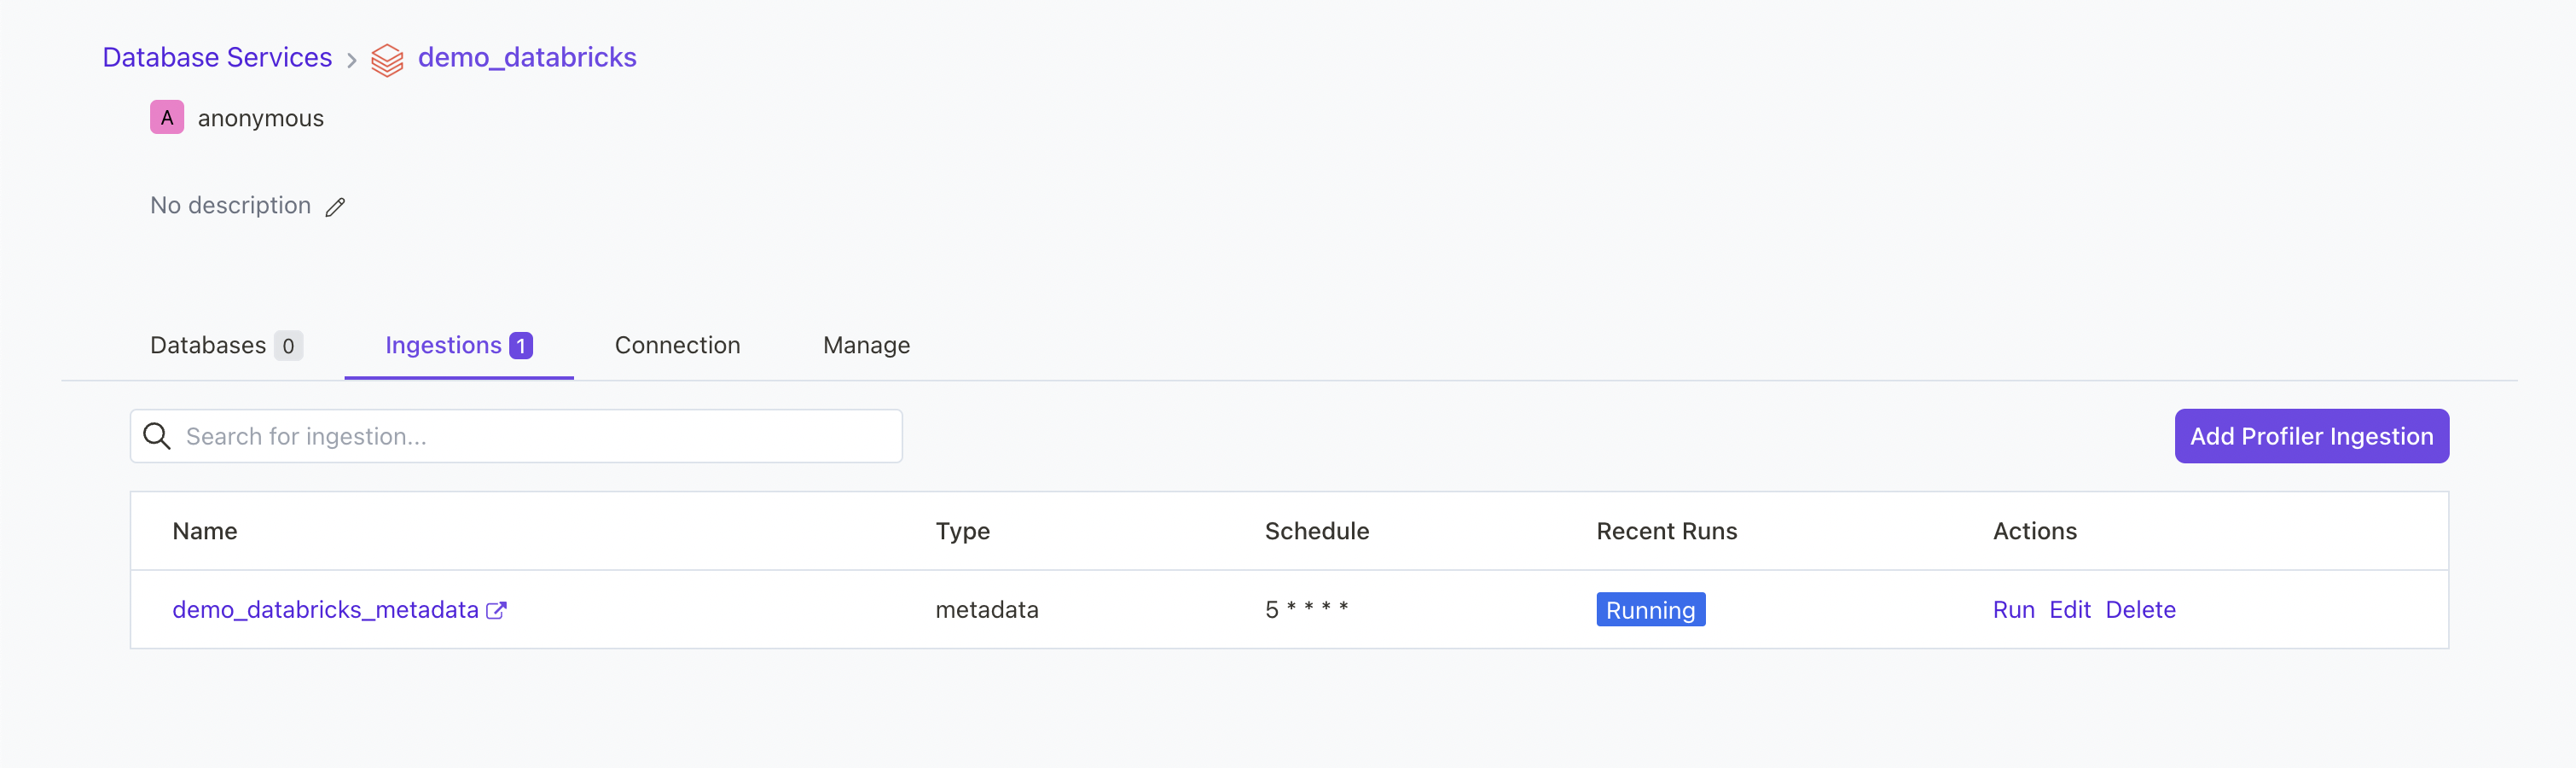 Database Services > demo_databricks
A anonymous
No description
Databases 0 Ingestions 1 Connection Manage
Search for ingestion... Add Profiler Ingestion
Name Type Schedule Recent Runs Actions
demo_databricks_metadata metadata 5 * * * * Running Run Edit Delete